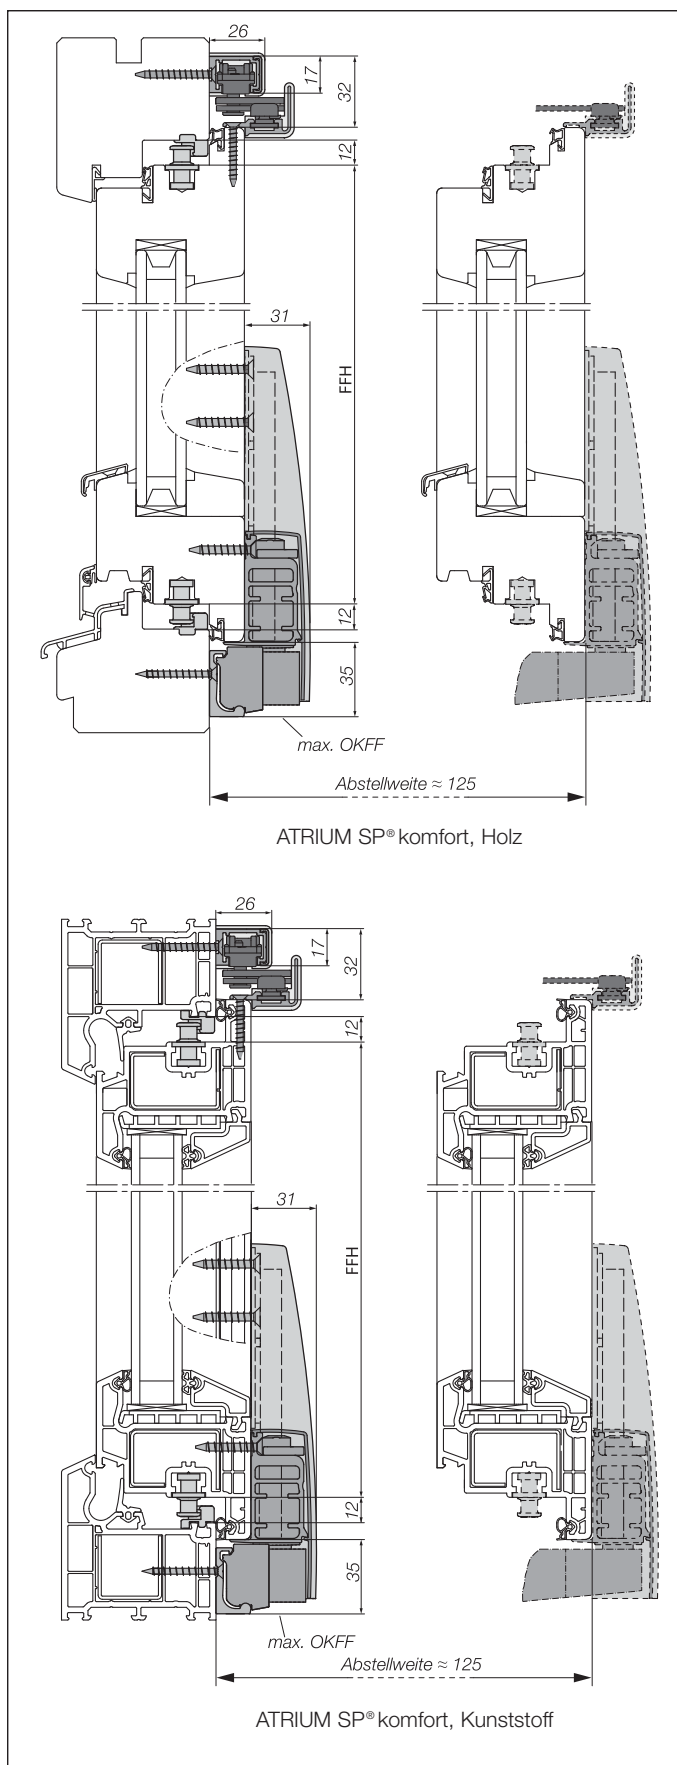 26
17
32
12
31
FFH
12
35
max. OKFF
Abstellweite ≈ 125
ATRIUM SP® komfort, Holz
26
17
32
12
31
FFH
12
35
max. OKFF
Abstellweite ≈ 125
ATRIUM SP® komfort, Kunststoff